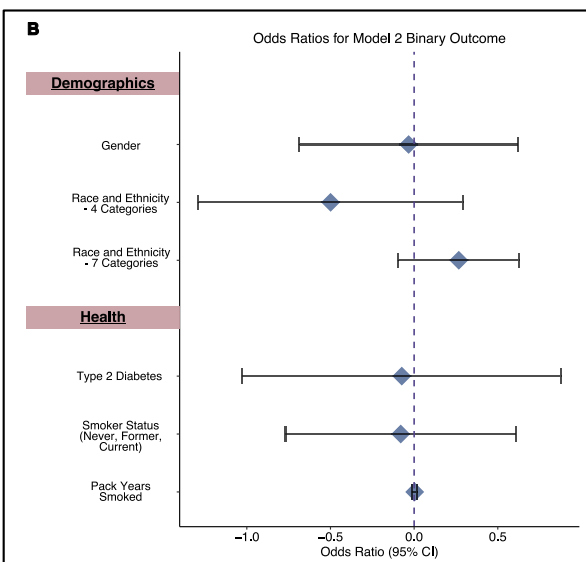 B
Odds Ratios for Model 2 Binary Outcome
Demographics
Gender
Race and Ethnicity
- 4 Categories
Race and Ethnicity
- 7 Categories
Health
Type 2 Diabetes
Smoker Status
(Never, Former,
Current)
Pack Years
Smoked
-1.0 -0.5 0.0 0.5
Odds Ratio (95% CI)